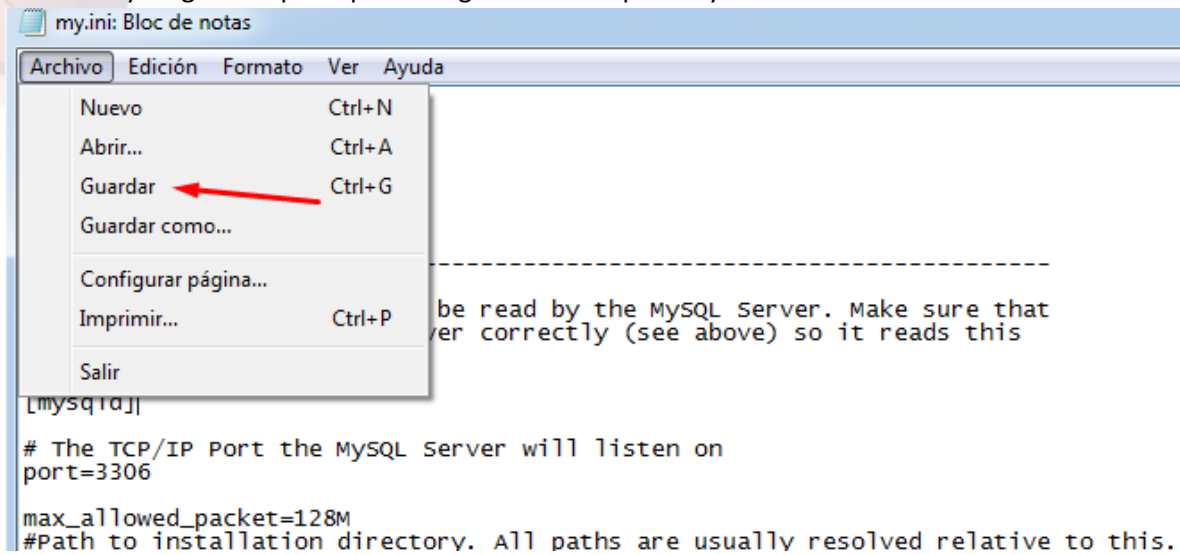 my.ini: Bloc de notas
Archivo Edición Formato Ver Ayuda
Nuevo Ctrl+N
Abrir... Ctrl+A
Guardar Ctrl+G
Guardar como...
Configurar página...
Imprimir... Ctrl+P
Salir
--------------------------------------------
be read by the MySQL Server. Make sure that
ver correctly (see above) so it reads this
[mysqld]
# The TCP/IP Port the MySQL Server will listen on
port=3306
max_allowed_packet=128M
#Path to installation directory. All paths are usually resolved relative to this.